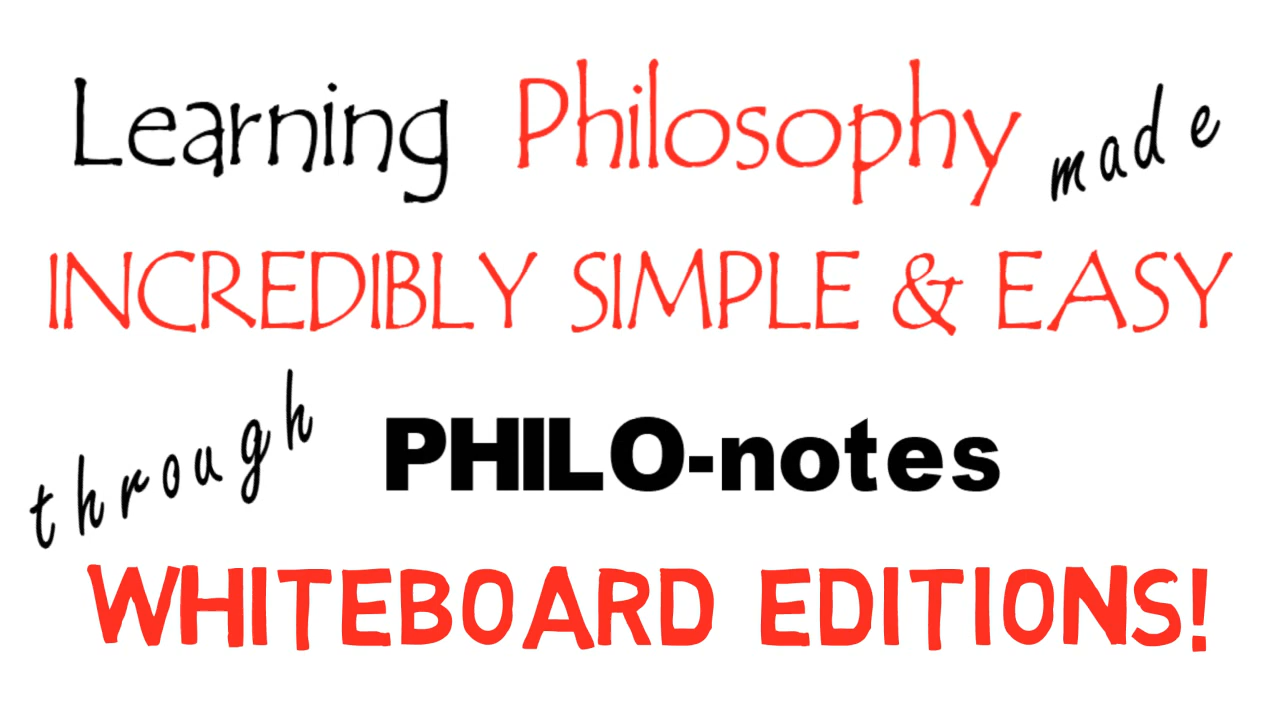 Learning Philosophy made
INCREDIBLY SIMPLE & EASY
through PHILO-notes
WHITEBOARD EDITIONS!